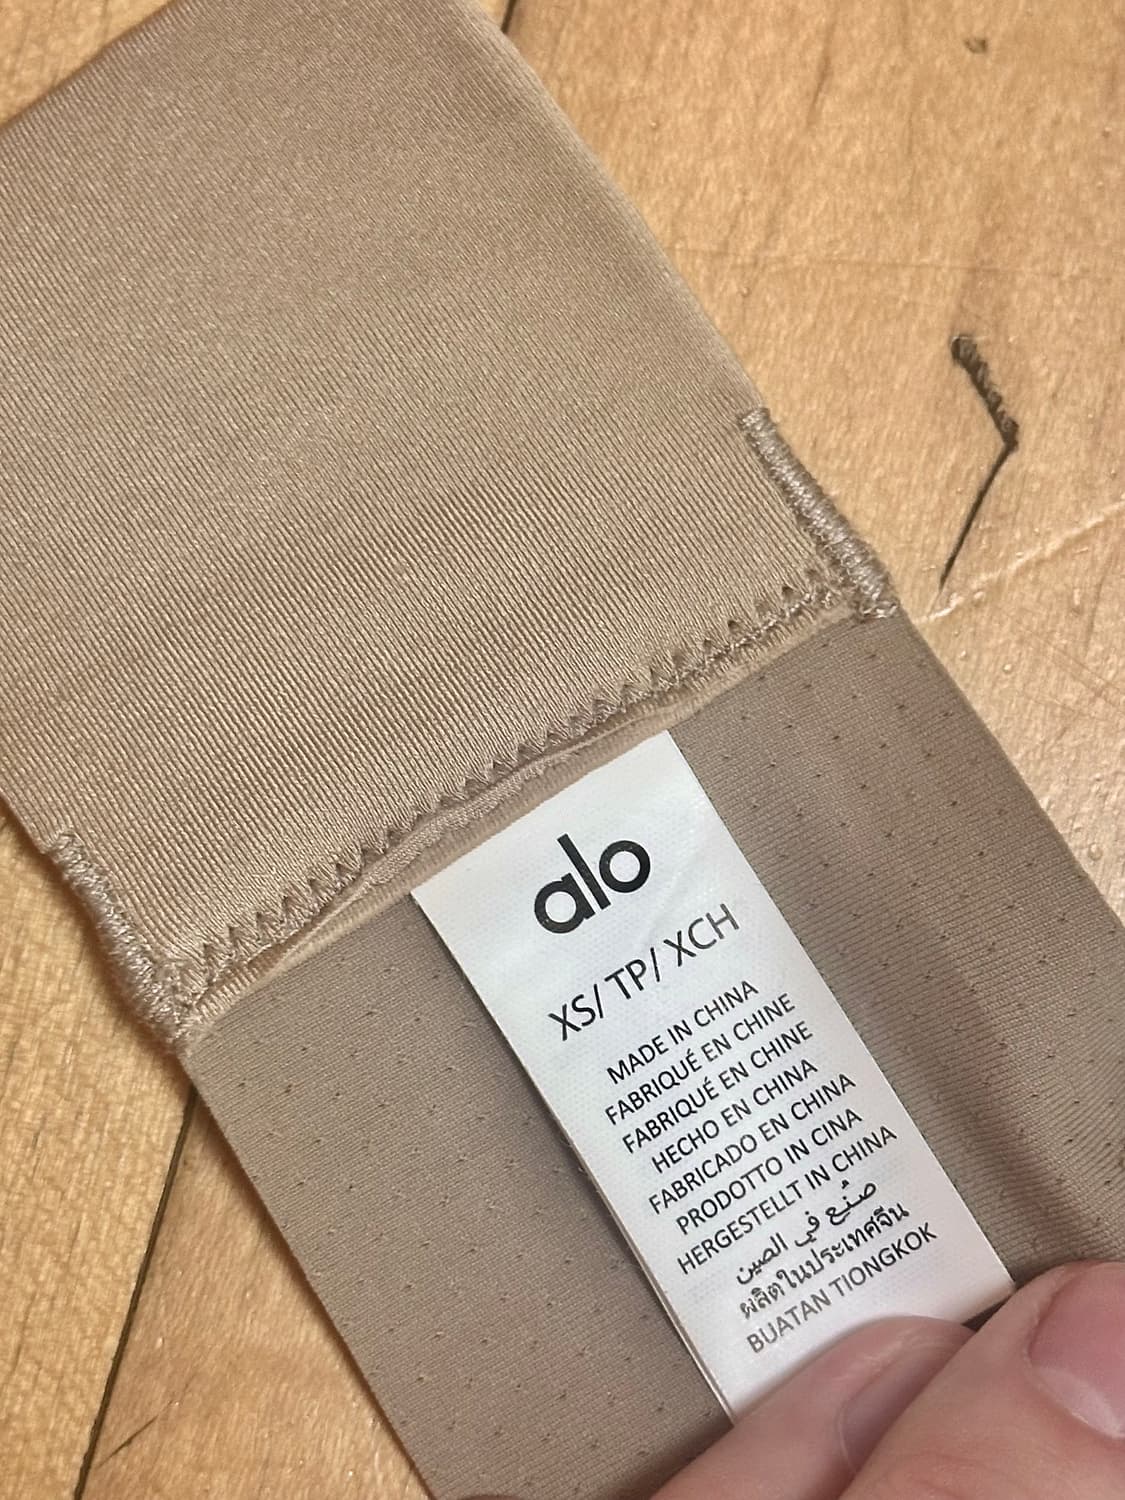 alo
XS/ TP/ XCH
MADE IN CHINA
FABRIQUÉ EN CHINE
FABRIQUÉ EN CHINE
HECHO EN CHINA
FABRICADO EN CHINA
PRODOTTO IN CINA
HERGESTELLT IN CHINA
صُنع في الصين
ผลิตในประเทศจีน
BUATAN TIONGKOK